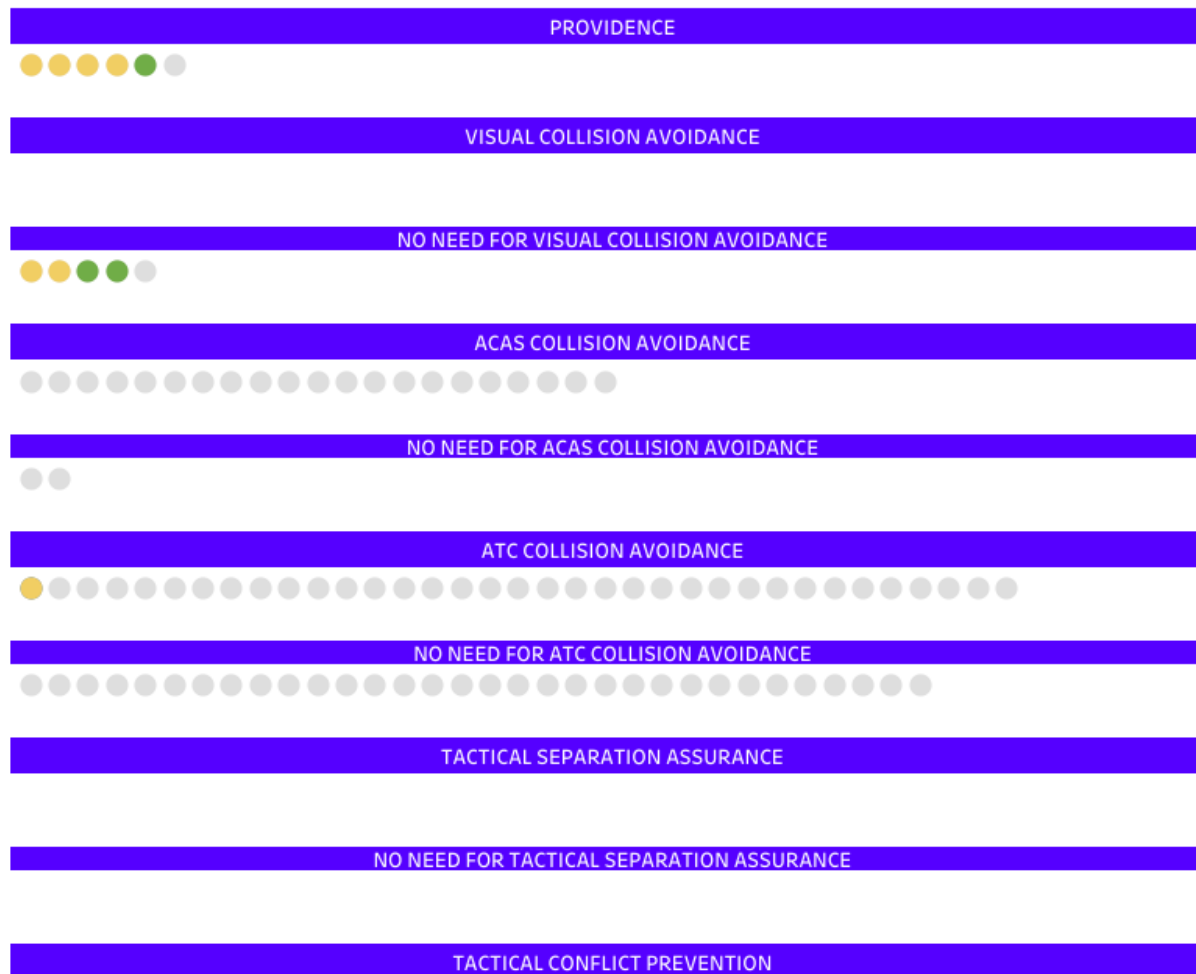 PROVIDENCE
VISUAL COLLISION AVOIDANCE
NO NEED FOR VISUAL COLLISION AVOIDANCE
ACAS COLLISION AVOIDANCE
NO NEED FOR ACAS COLLISION AVOIDANCE
ATC COLLISION AVOIDANCE
NO NEED FOR ATC COLLISION AVOIDANCE
TACTICAL SEPARATION ASSURANCE
NO NEED FOR TACTICAL SEPARATION ASSURANCE
TACTICAL CONFLICT PREVENTION